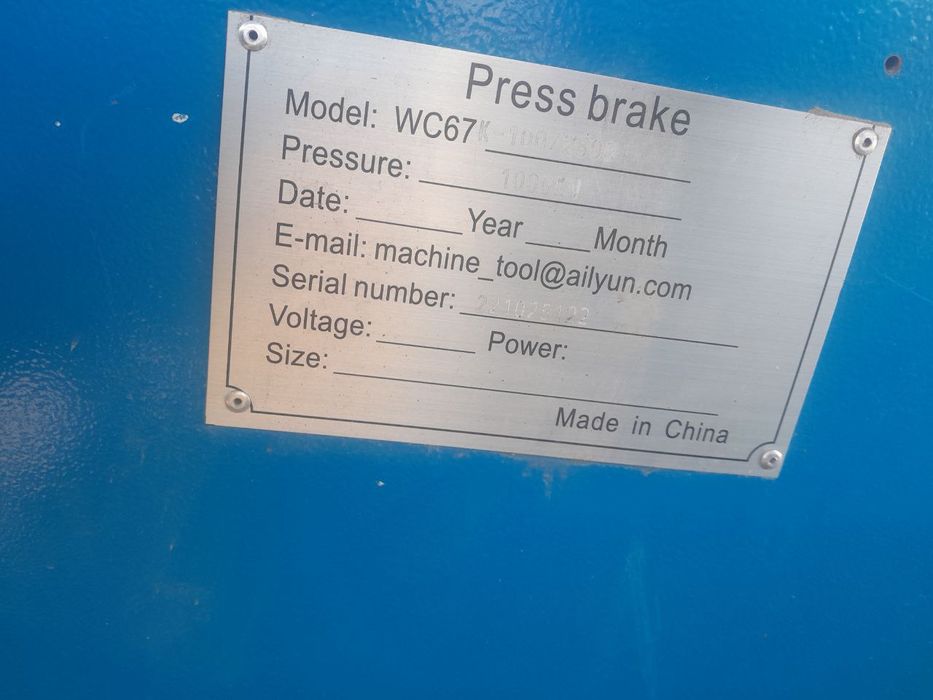 Press brake
Model: WC67K
Pressure:
Date: Year Month
E-mail: machine_tool@ailyun.com
Serial number:
Voltage: Power:
Size:
Made in China